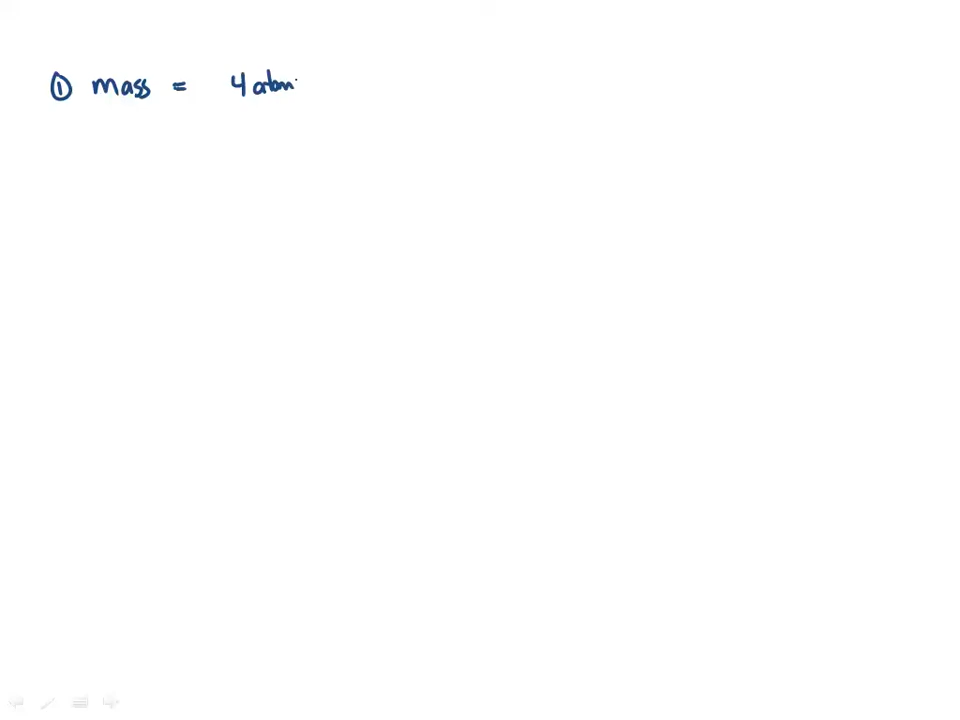 ① mass = 4 atom